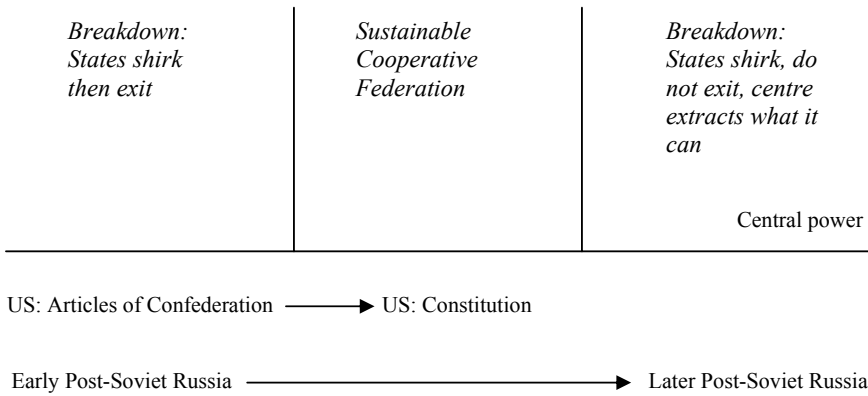 Breakdown:
States shirk
then exit
Sustainable
Cooperative
Federation
Breakdown:
States shirk, do
not exit, centre
extracts what it
can
Central power
US: Articles of Confederation
US: Constitution
Early Post-Soviet Russia
Later Post-Soviet Russia